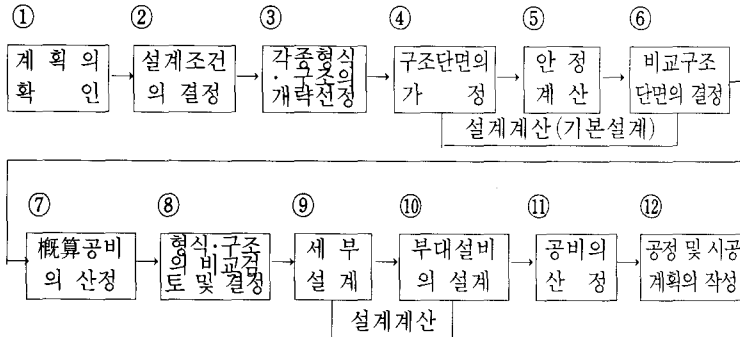 ① ② ③ ④ ⑤ ⑥
계 획 의 설계조건 각종형식 구조단면의 안 정 비교구조
확 인 의 결정 ·구조의 가 정 계 산 단면의 결정
개략선정
설계계산(기본설계)
⑦ ⑧ ⑨ ⑩ ⑪ ⑫
槪算공비 형식·구조 세 부 부대설비 공비의 공정 및 시공
의 산정 의 비교검 설 계 의 설계 산 정 계획의 작성
토 및 결정
설계계산